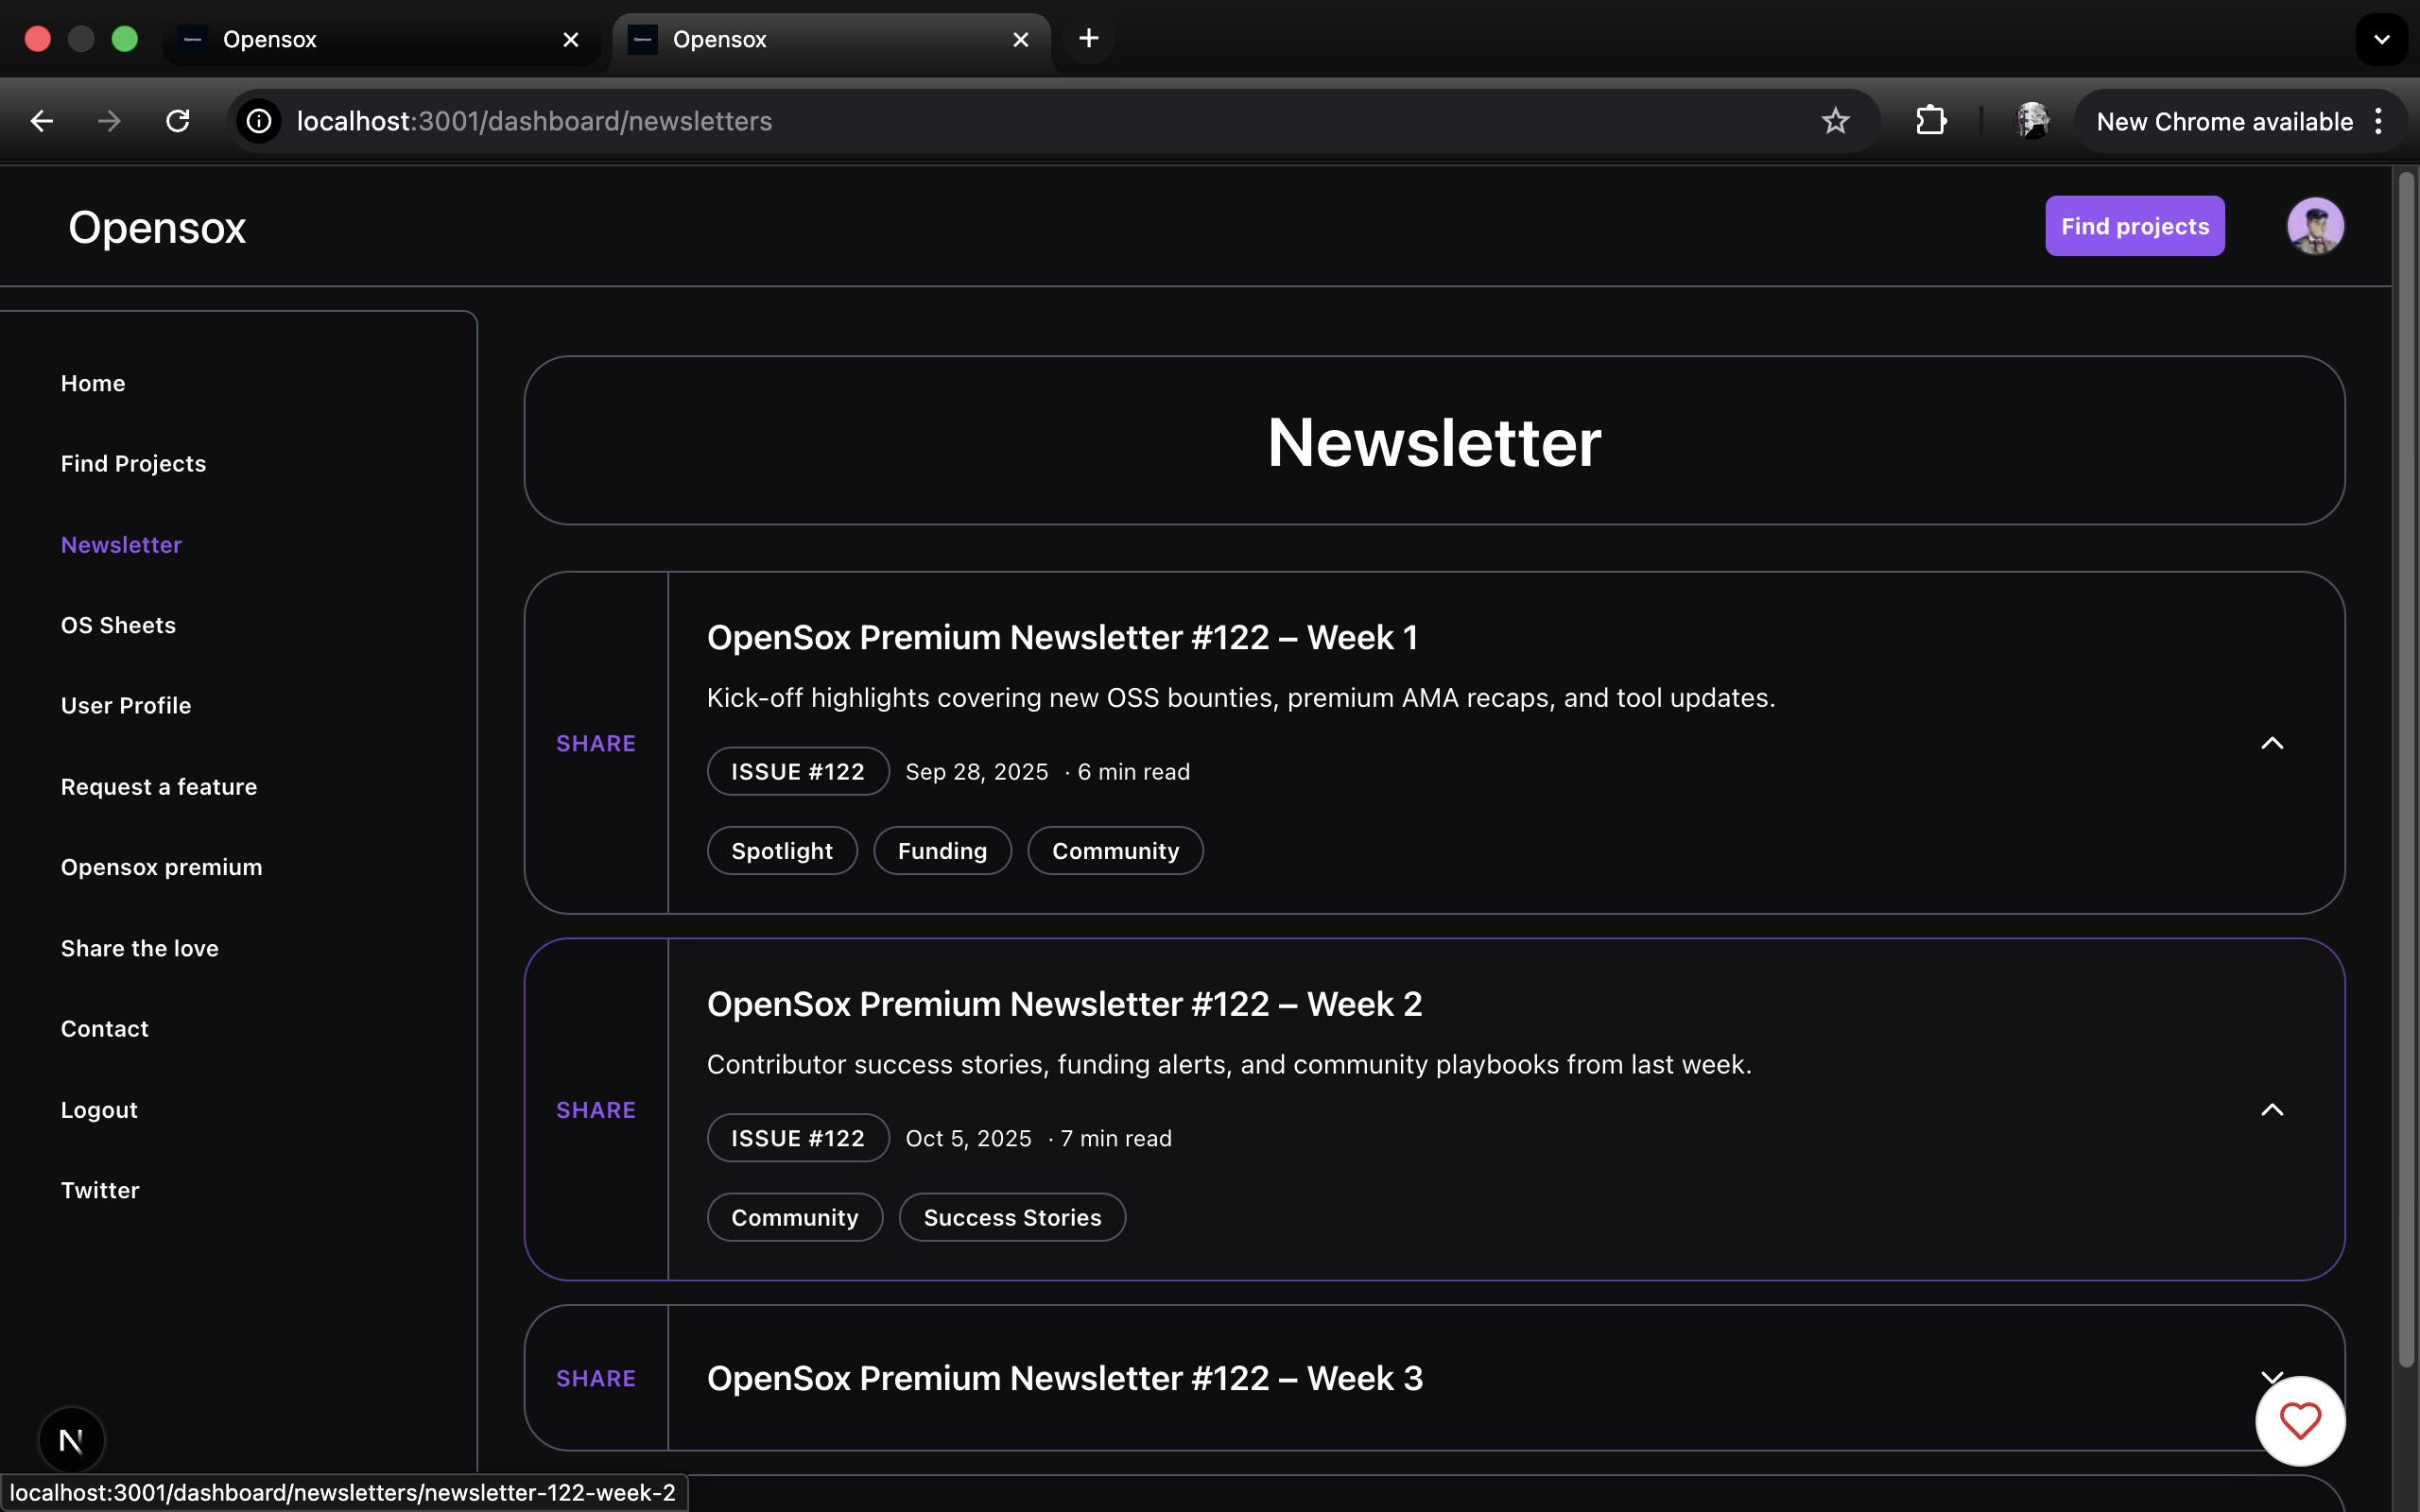 Opensox
Opensox
localhost:3001/dashboard/newsletters
New Chrome available
Opensox
Find projects
Home
Find Projects
Newsletter
OS Sheets
User Profile
Request a feature
Opensox premium
Share the love
Contact
Logout
Twitter
Newsletter
SHARE
OpenSox Premium Newsletter #122 – Week 1
Kick-off highlights covering new OSS bounties, premium AMA recaps, and tool updates.
ISSUE #122 Sep 28, 2025 · 6 min read
Spotlight Funding Community
SHARE
OpenSox Premium Newsletter #122 – Week 2
Contributor success stories, funding alerts, and community playbooks from last week.
ISSUE #122 Oct 5, 2025 · 7 min read
Community Success Stories
SHARE
OpenSox Premium Newsletter #122 – Week 3
N
localhost:3001/dashboard/newsletters/newsletter-122-week-2